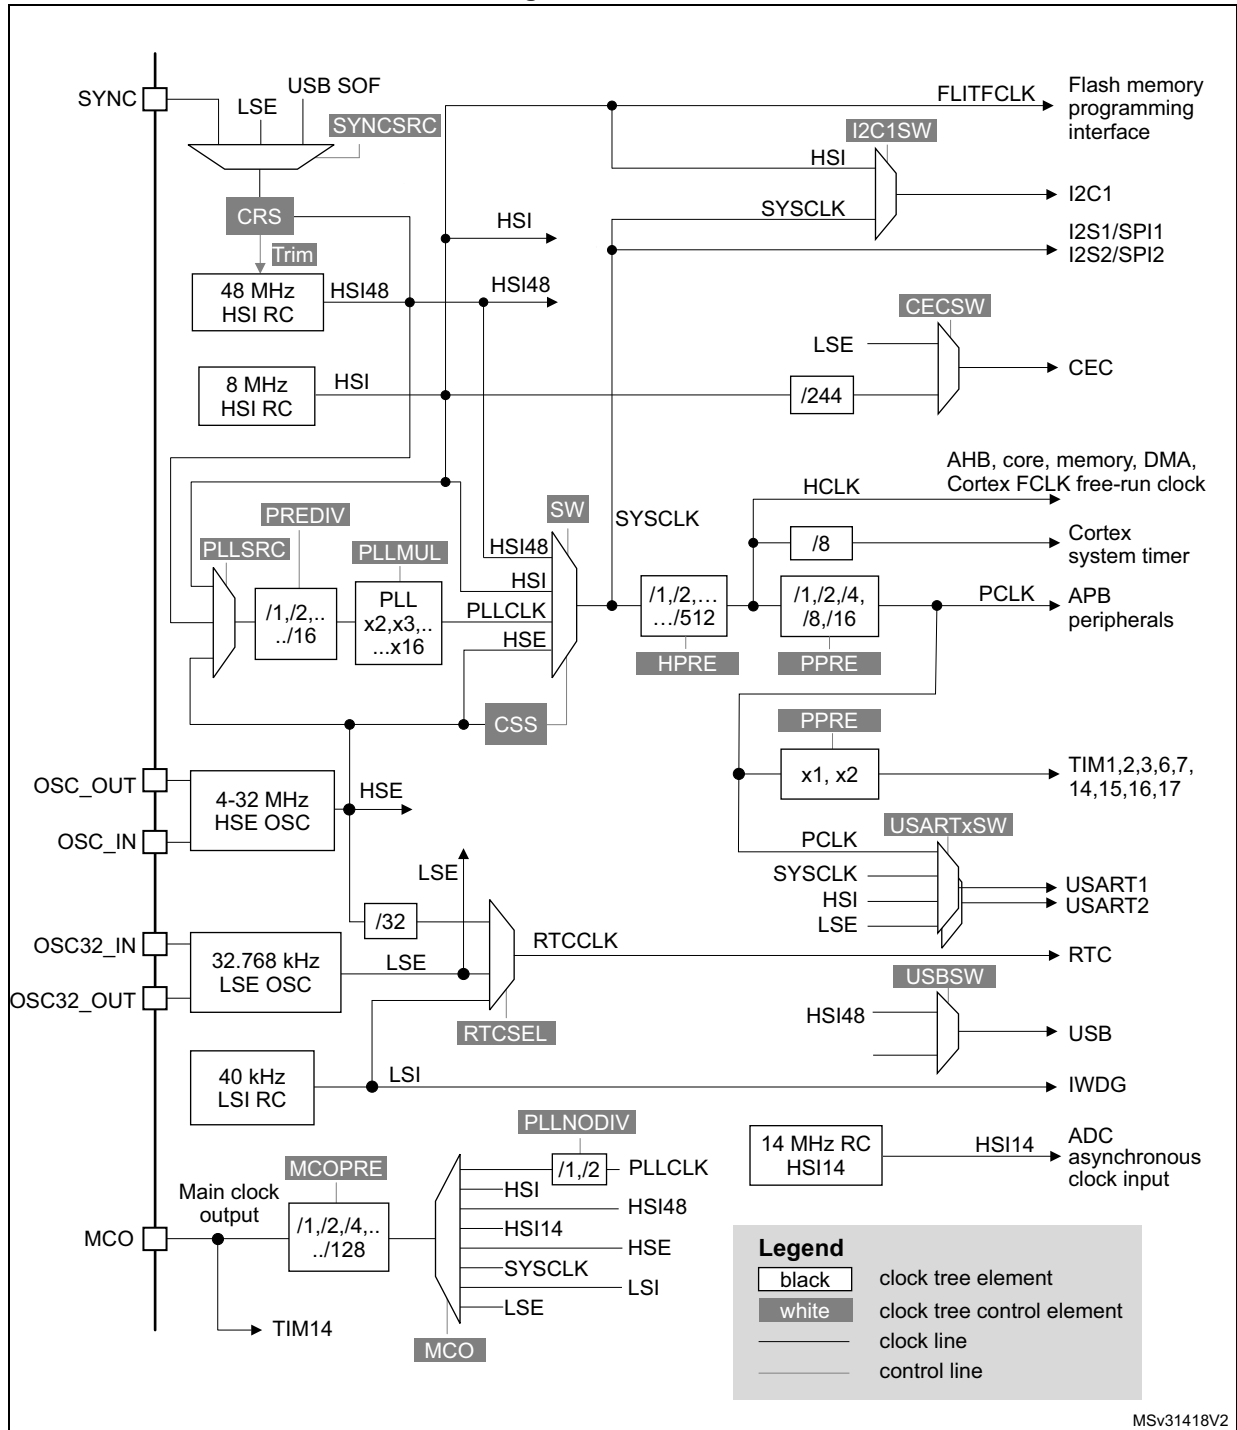 SYNC
LSE
USB SOF
SYNCSRC
CRS
Trim
48 MHz
HSI RC
HSI48
HSI
HSI48
8 MHz
HSI RC
HSI
FLITFCLK
Flash memory
programming
interface
I2C1SW
HSI
SYSCLK
I2C1
I2S1/SPI1
I2S2/SPI2
CECSW
LSE
/244
CEC
AHB, core, memory, DMA,
Cortex FCLK free-run clock
HCLK
/8
Cortex
system timer
PLLSRC
PREDIV
/1,/2,..
../16
PLLMUL
PLL
x2,x3,..
...x16
SW
HSI48
HSI
PLLCLK
HSE
SYSCLK
/1,/2,…
…/512
HPRE
/1,/2,/4,
/8,/16
PPRE
PCLK
APB
peripherals
CSS
PPRE
x1, x2
TIM1,2,3,6,7,
14,15,16,17
OSC_OUT
OSC_IN
4-32 MHz
HSE OSC
HSE
USARTxSW
PCLK
SYSCLK
HSI
LSE
USART1
USART2
LSE
/32
OSC32_IN
OSC32_OUT
32.768 kHz
LSE OSC
LSE
RTCCLK
RTC
RTCSEL
USBSW
HSI48
USB
40 kHz
LSI RC
LSI
IWDG
14 MHz RC
HSI14
HSI14
ADC
asynchronous
clock input
PLLNODIV
/1,/2
PLLCLK
HSI
HSI48
HSI14
HSE
SYSCLK
LSI
LSE
MCO
MCOPRE
/1,/2,/4,..
../128
Main clock
output
MCO
TIM14
Legend
black
clock tree element
white
clock tree control element
clock line
control line
MSv31418V2